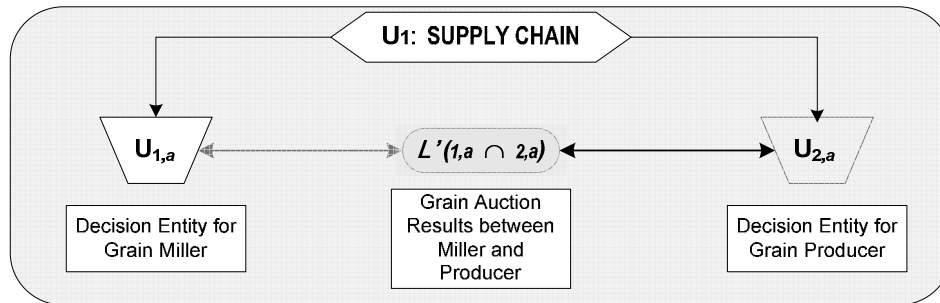 U1: SUPPLY CHAIN
U1,a
L'(1,a ∩ 2,a)
U2,a
Decision Entity for
Grain Miller
Grain Auction
Results between
Miller and
Producer
Decision Entity for
Grain Producer